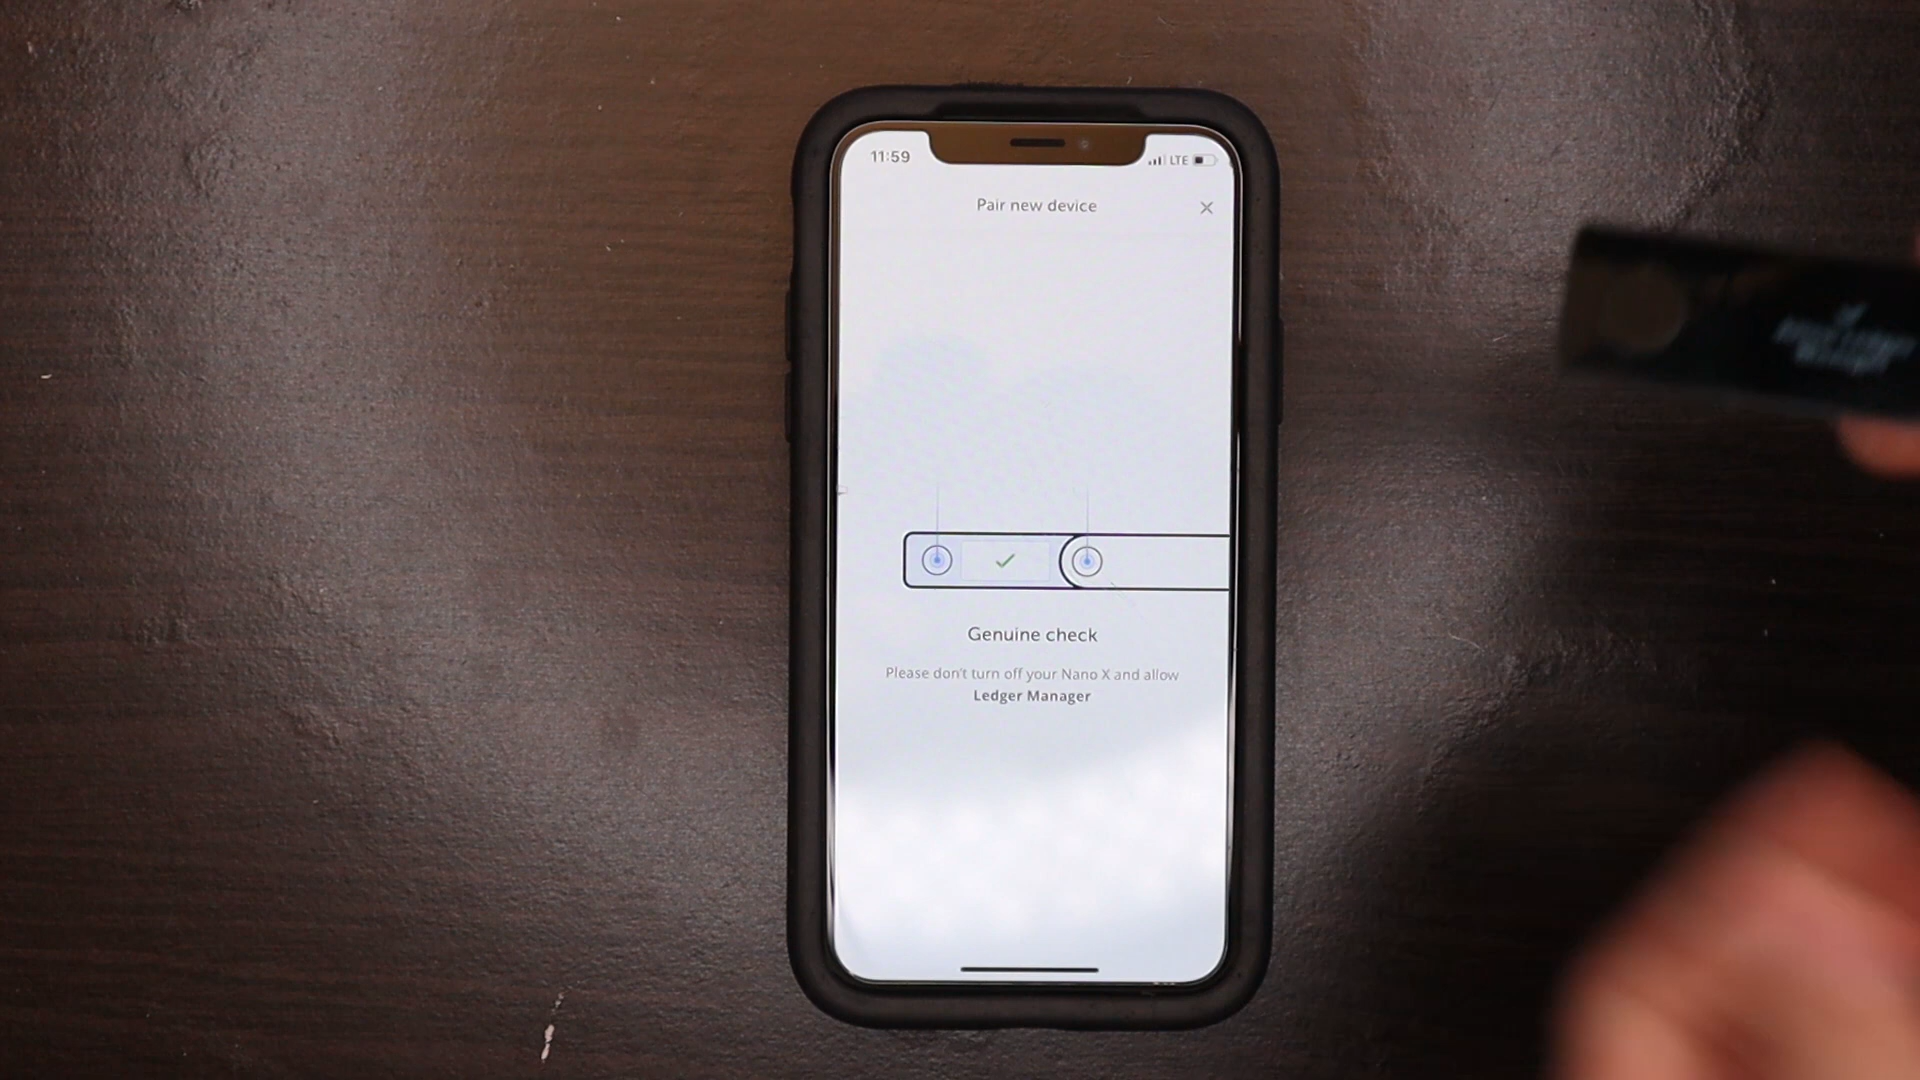 11:59
LTE
Pair new device
Genuine check
Please don't turn off your Nano X and allow
Ledger Manager